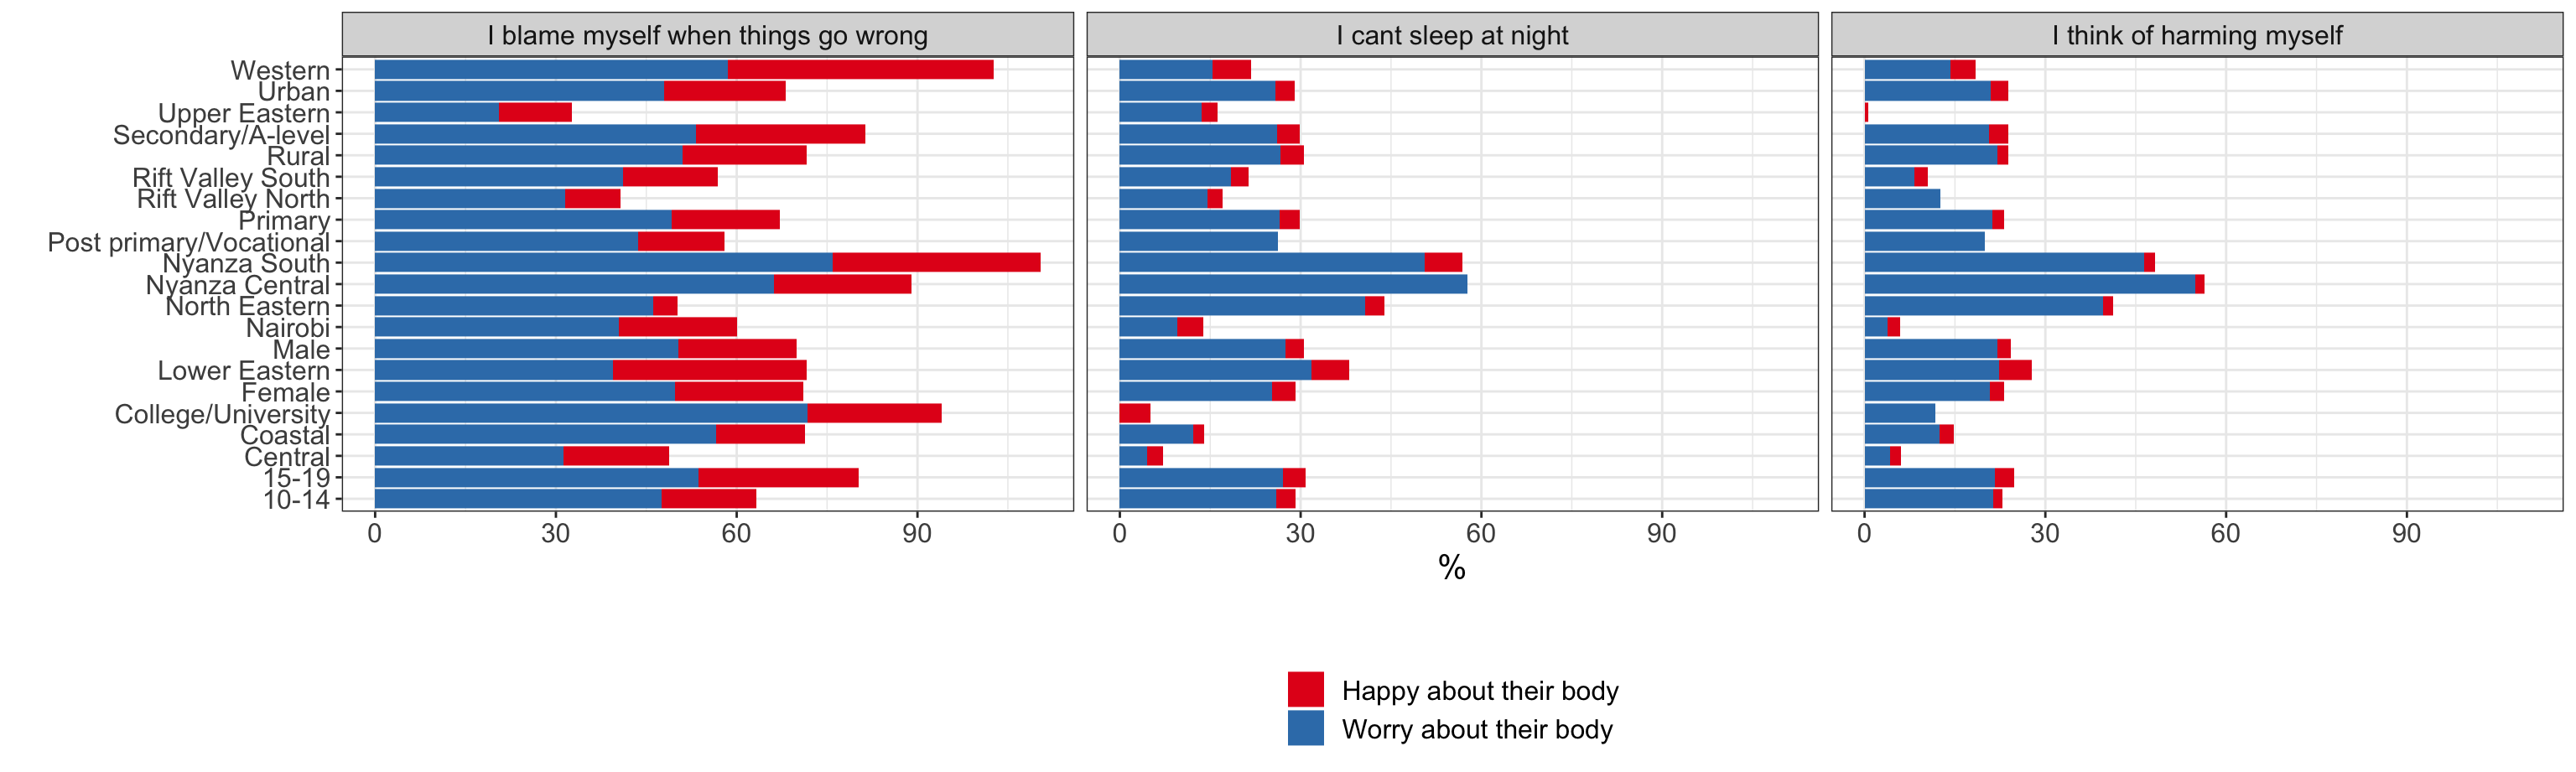 I blame myself when things go wrong
I cant sleep at night
I think of harming myself
Western
Urban
Upper Eastern
Secondary/A-level
Rural
Rift Valley South
Rift Valley North
Primary
Post primary/Vocational
Nyanza South
Nyanza Central
North Eastern
Nairobi
Male
Lower Eastern
Female
College/University
Coastal
Central
15-19
10-14
0 30 60 90
0 30 60 90
0 30 60 90
%
Happy about their body
Worry about their body